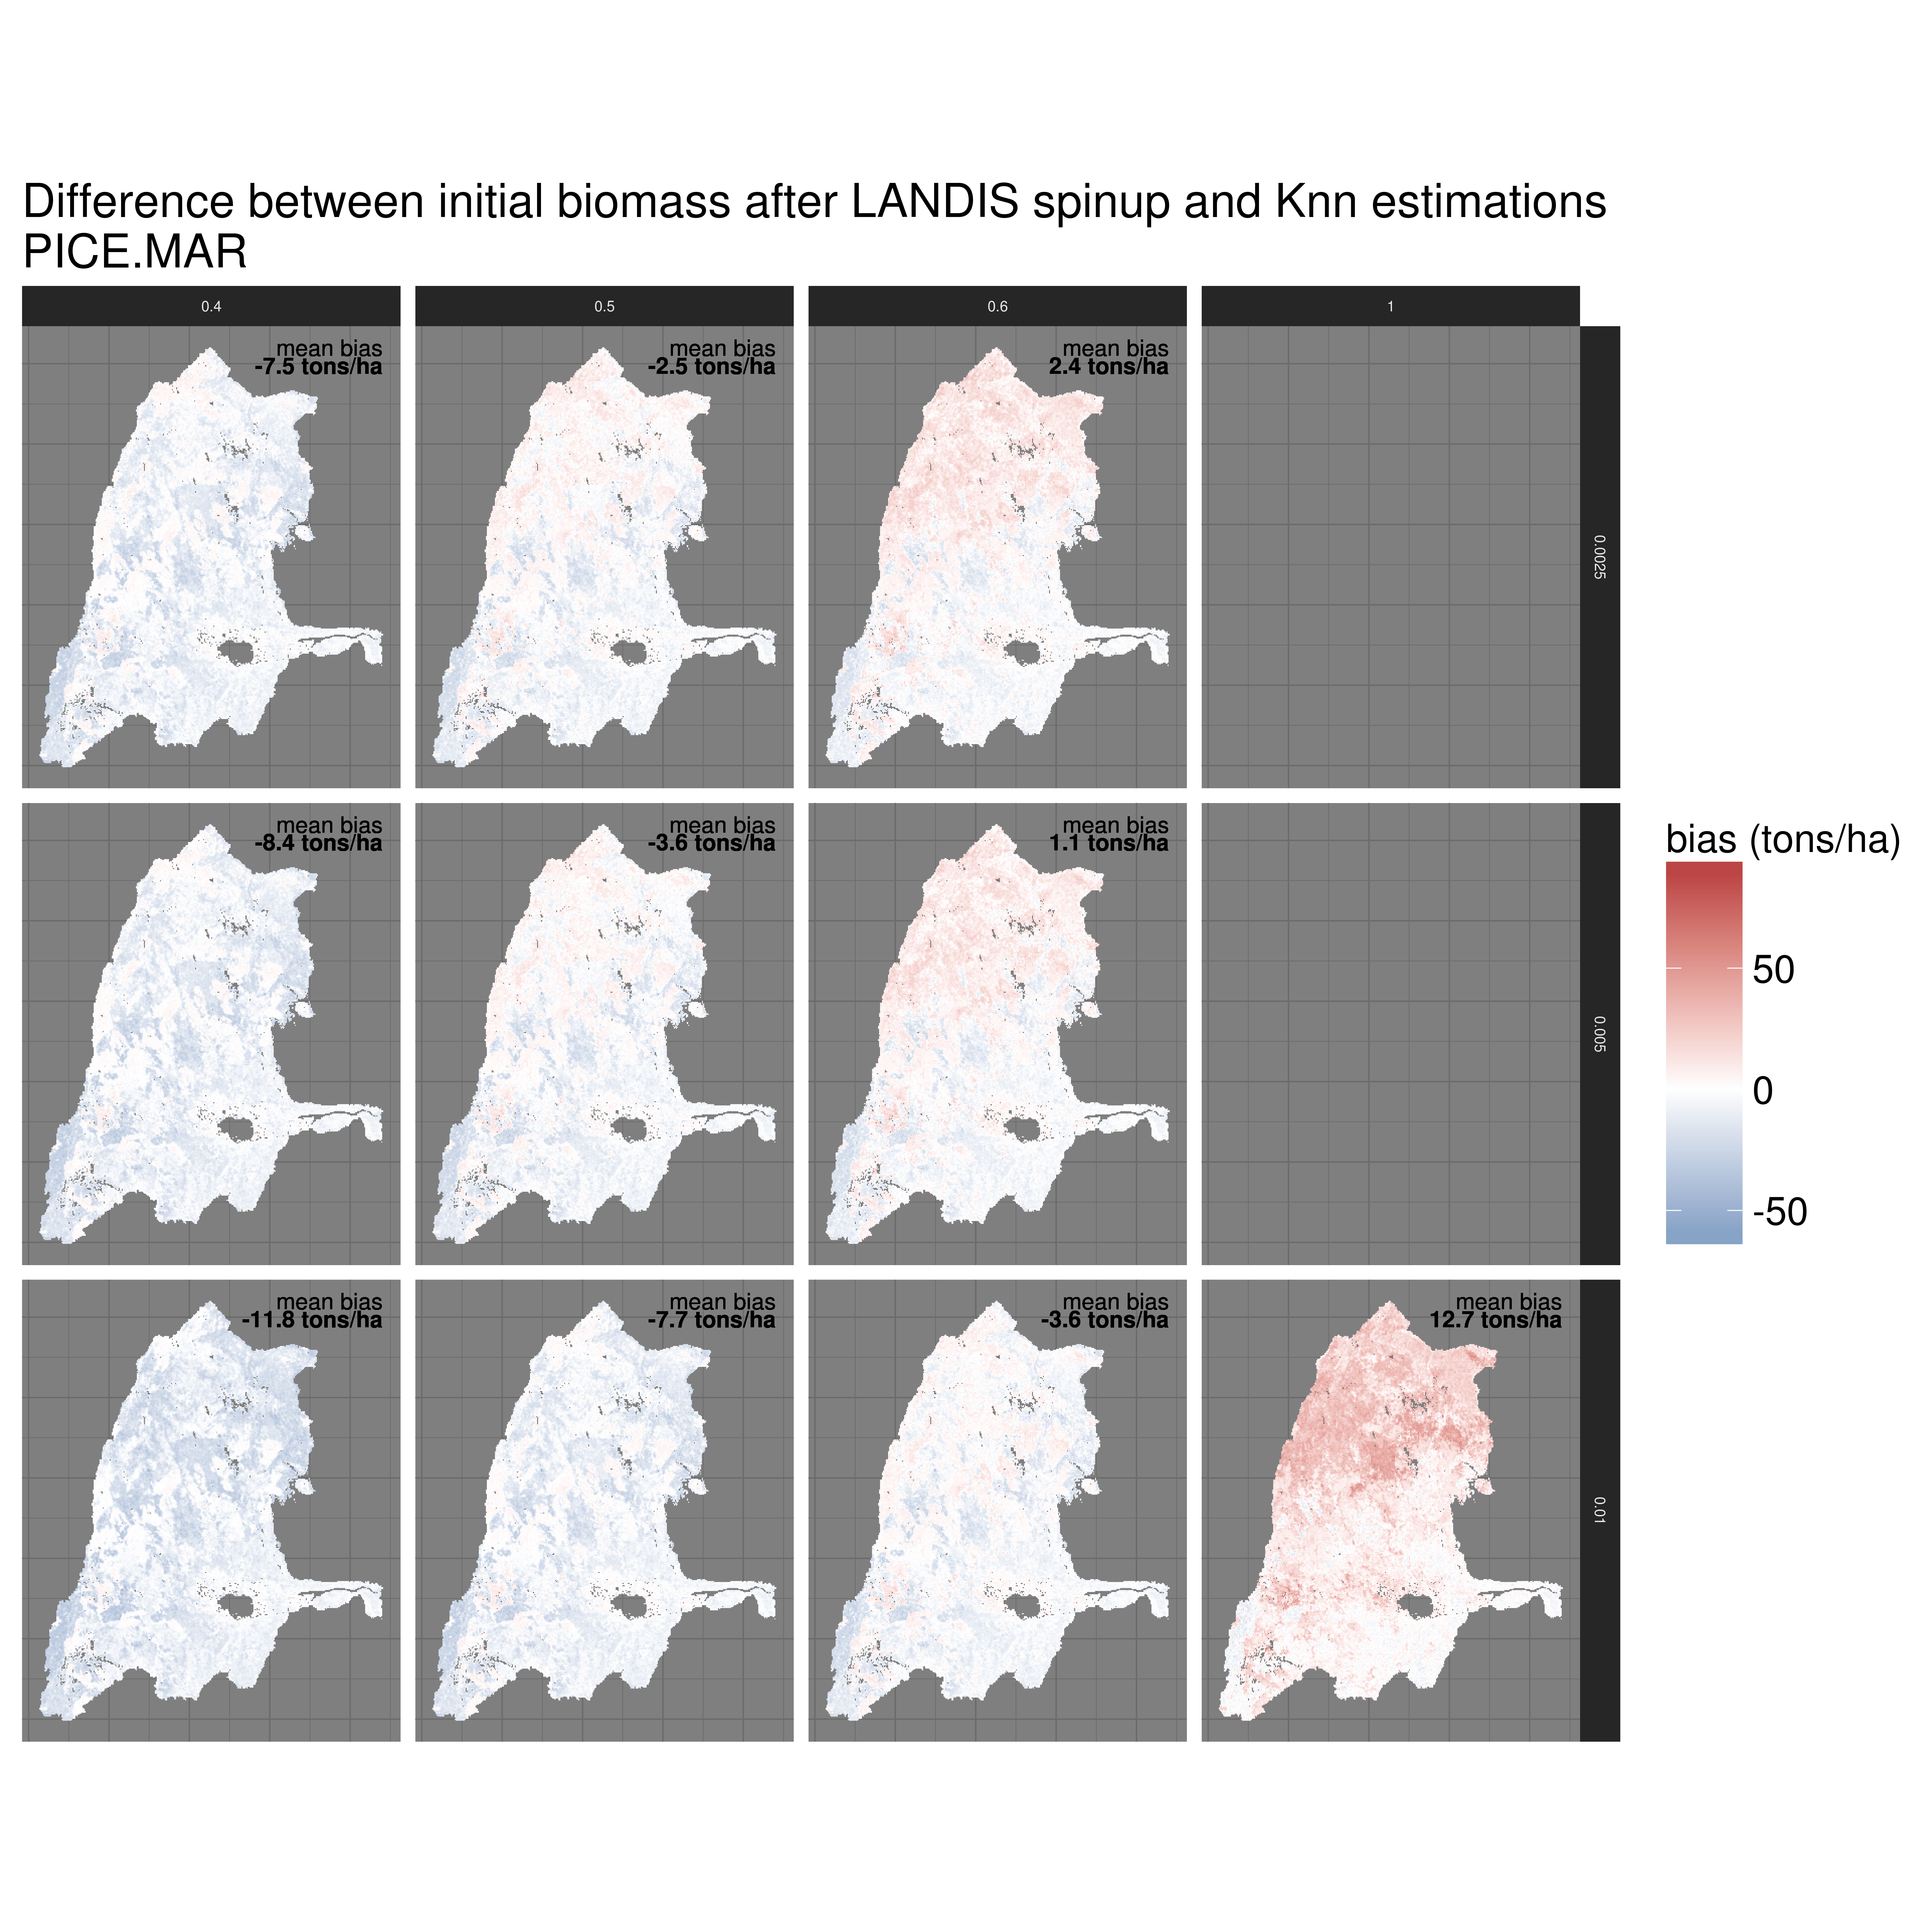 Difference between initial biomass after LANDIS spinup and Knn estimations
PICE.MAR
0.4
0.5
0.6
1
mean bias
-7.5 tons/ha
mean bias
-2.5 tons/ha
mean bias
2.4 tons/ha
0.0025
mean bias
-8.4 tons/ha
mean bias
-3.6 tons/ha
mean bias
1.1 tons/ha
0.005
mean bias
-11.8 tons/ha
mean bias
-7.7 tons/ha
mean bias
-3.6 tons/ha
mean bias
12.7 tons/ha
0.01
bias (tons/ha)
50
0
-50